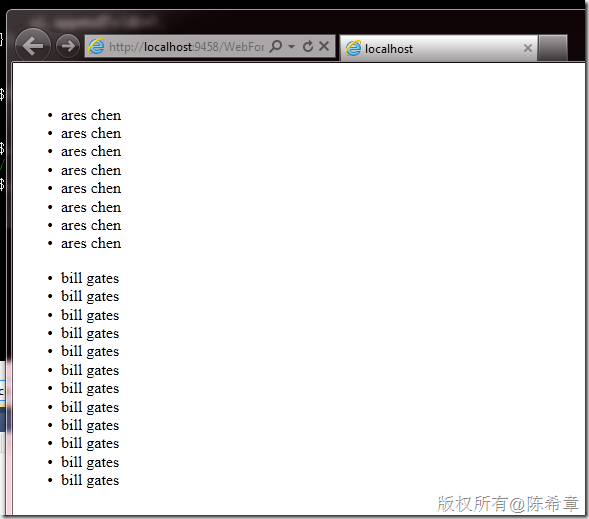 http://localhost:9458/WebFor
localhost
• ares chen
• ares chen
• ares chen
• ares chen
• ares chen
• ares chen
• ares chen
• ares chen
• bill gates
• bill gates
• bill gates
• bill gates
• bill gates
• bill gates
• bill gates
• bill gates
• bill gates
• bill gates
• bill gates
• bill gates
版权所有@陈希章